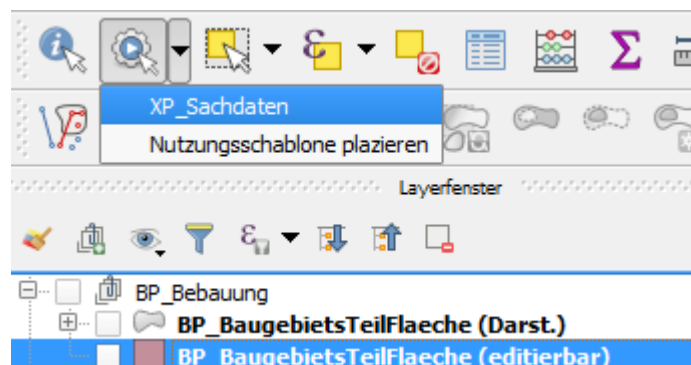 XP_Sachdaten
Nutzungsschablone plazieren
Layerfenster
BP_Bebauung
BP_BaugebietsTeilFlaeche (Darst.)
BP_BaugebietsTeilFlaeche (editierbar)